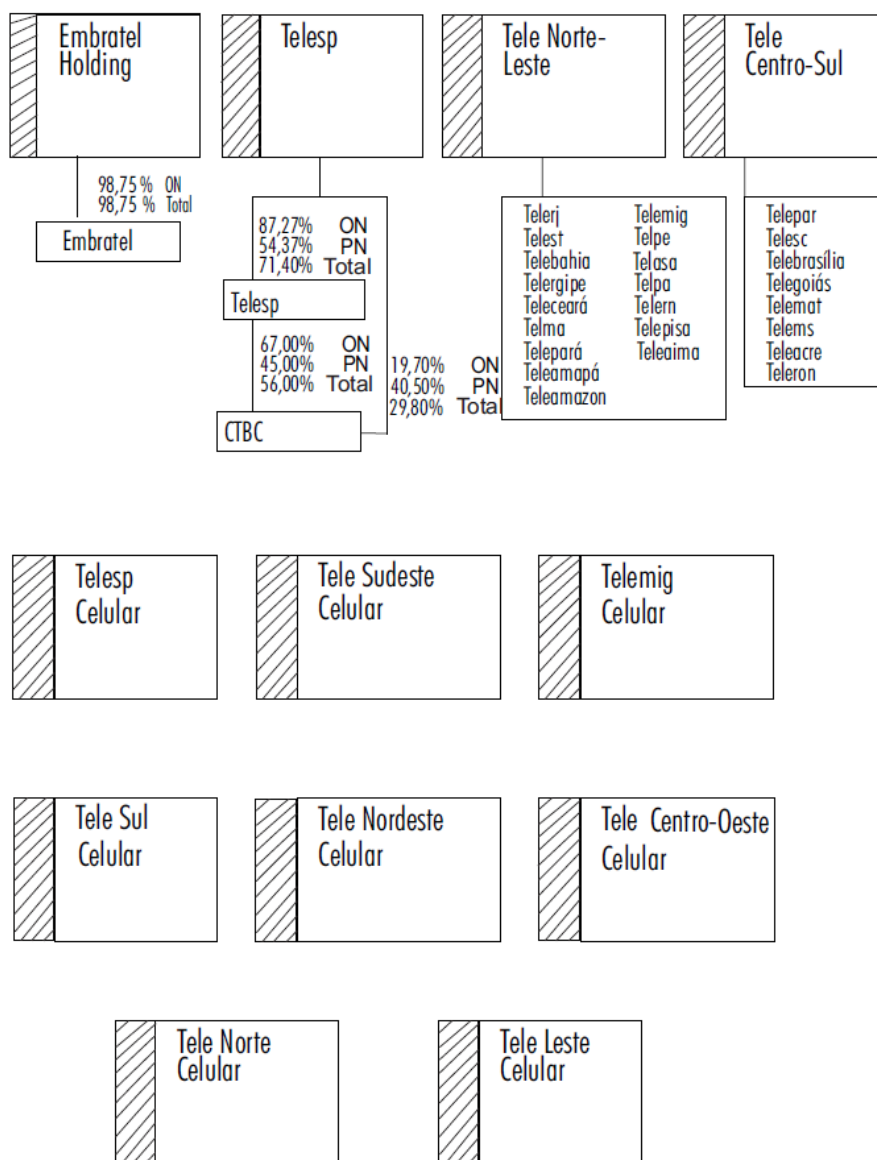 Embratel
Holding
Telesp
Tele Norte-
Leste
Tele
Centro-Sul
98,75 % ON
98,75 % Total
Embratel
87,27% ON
54,37% PN
71,40% Total
Telesp
67,00% ON
45,00% PN
56,00% Total
19,70% ON
40,50% PN
29,80% Total
CTBC
Telerj Telemig
Telest Telpe
Telebahia Telasa
Telergipe Telpa
Teleceará Telern
Telma Telepisa
Telepará Teleaima
Teleamapá
Teleamazon
Telepar
Telesc
Telebrasília
Telegoiás
Telemat
Telems
Teleacre
Teleron
Telesp
Celular
Tele Sudeste
Celular
Telemig
Celular
Tele Sul
Celular
Tele Nordeste
Celular
Tele Centro-Oeste
Celular
Tele Norte
Celular
Tele Leste
Celular